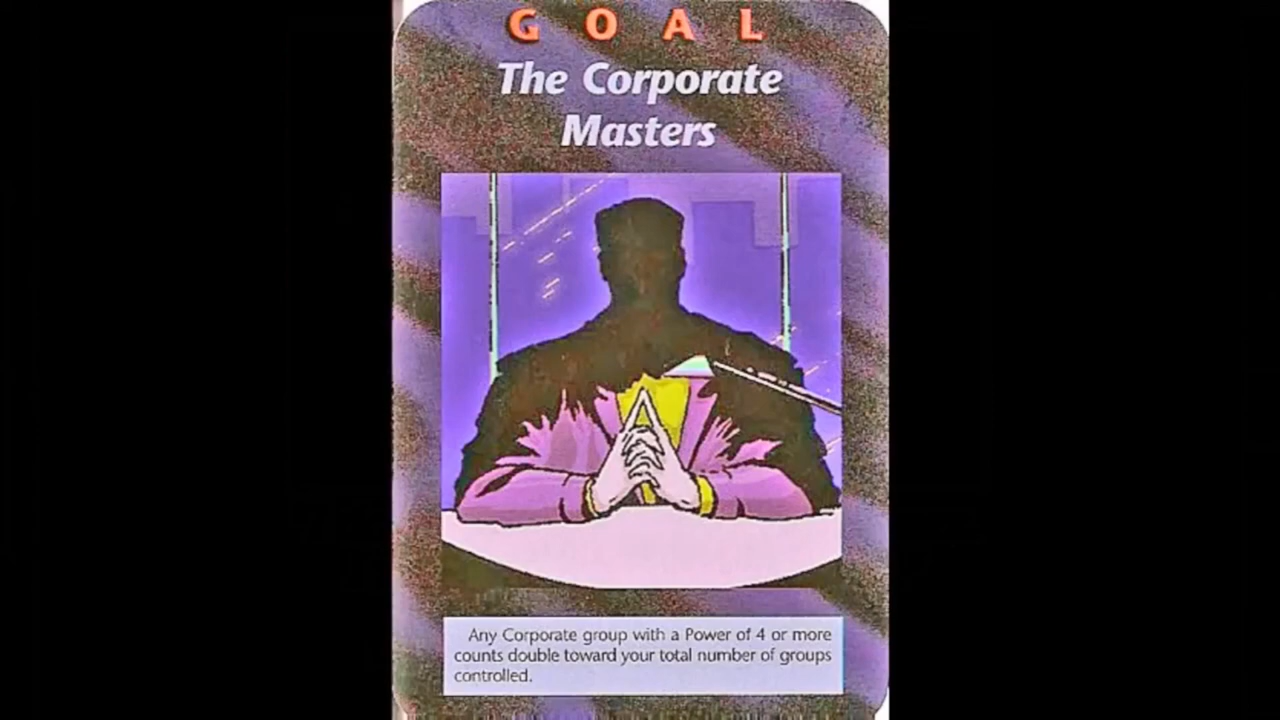 GOAL
The Corporate
Masters
Any Corporate group with a Power of 4 or more
counts double toward your total number of groups
controlled.